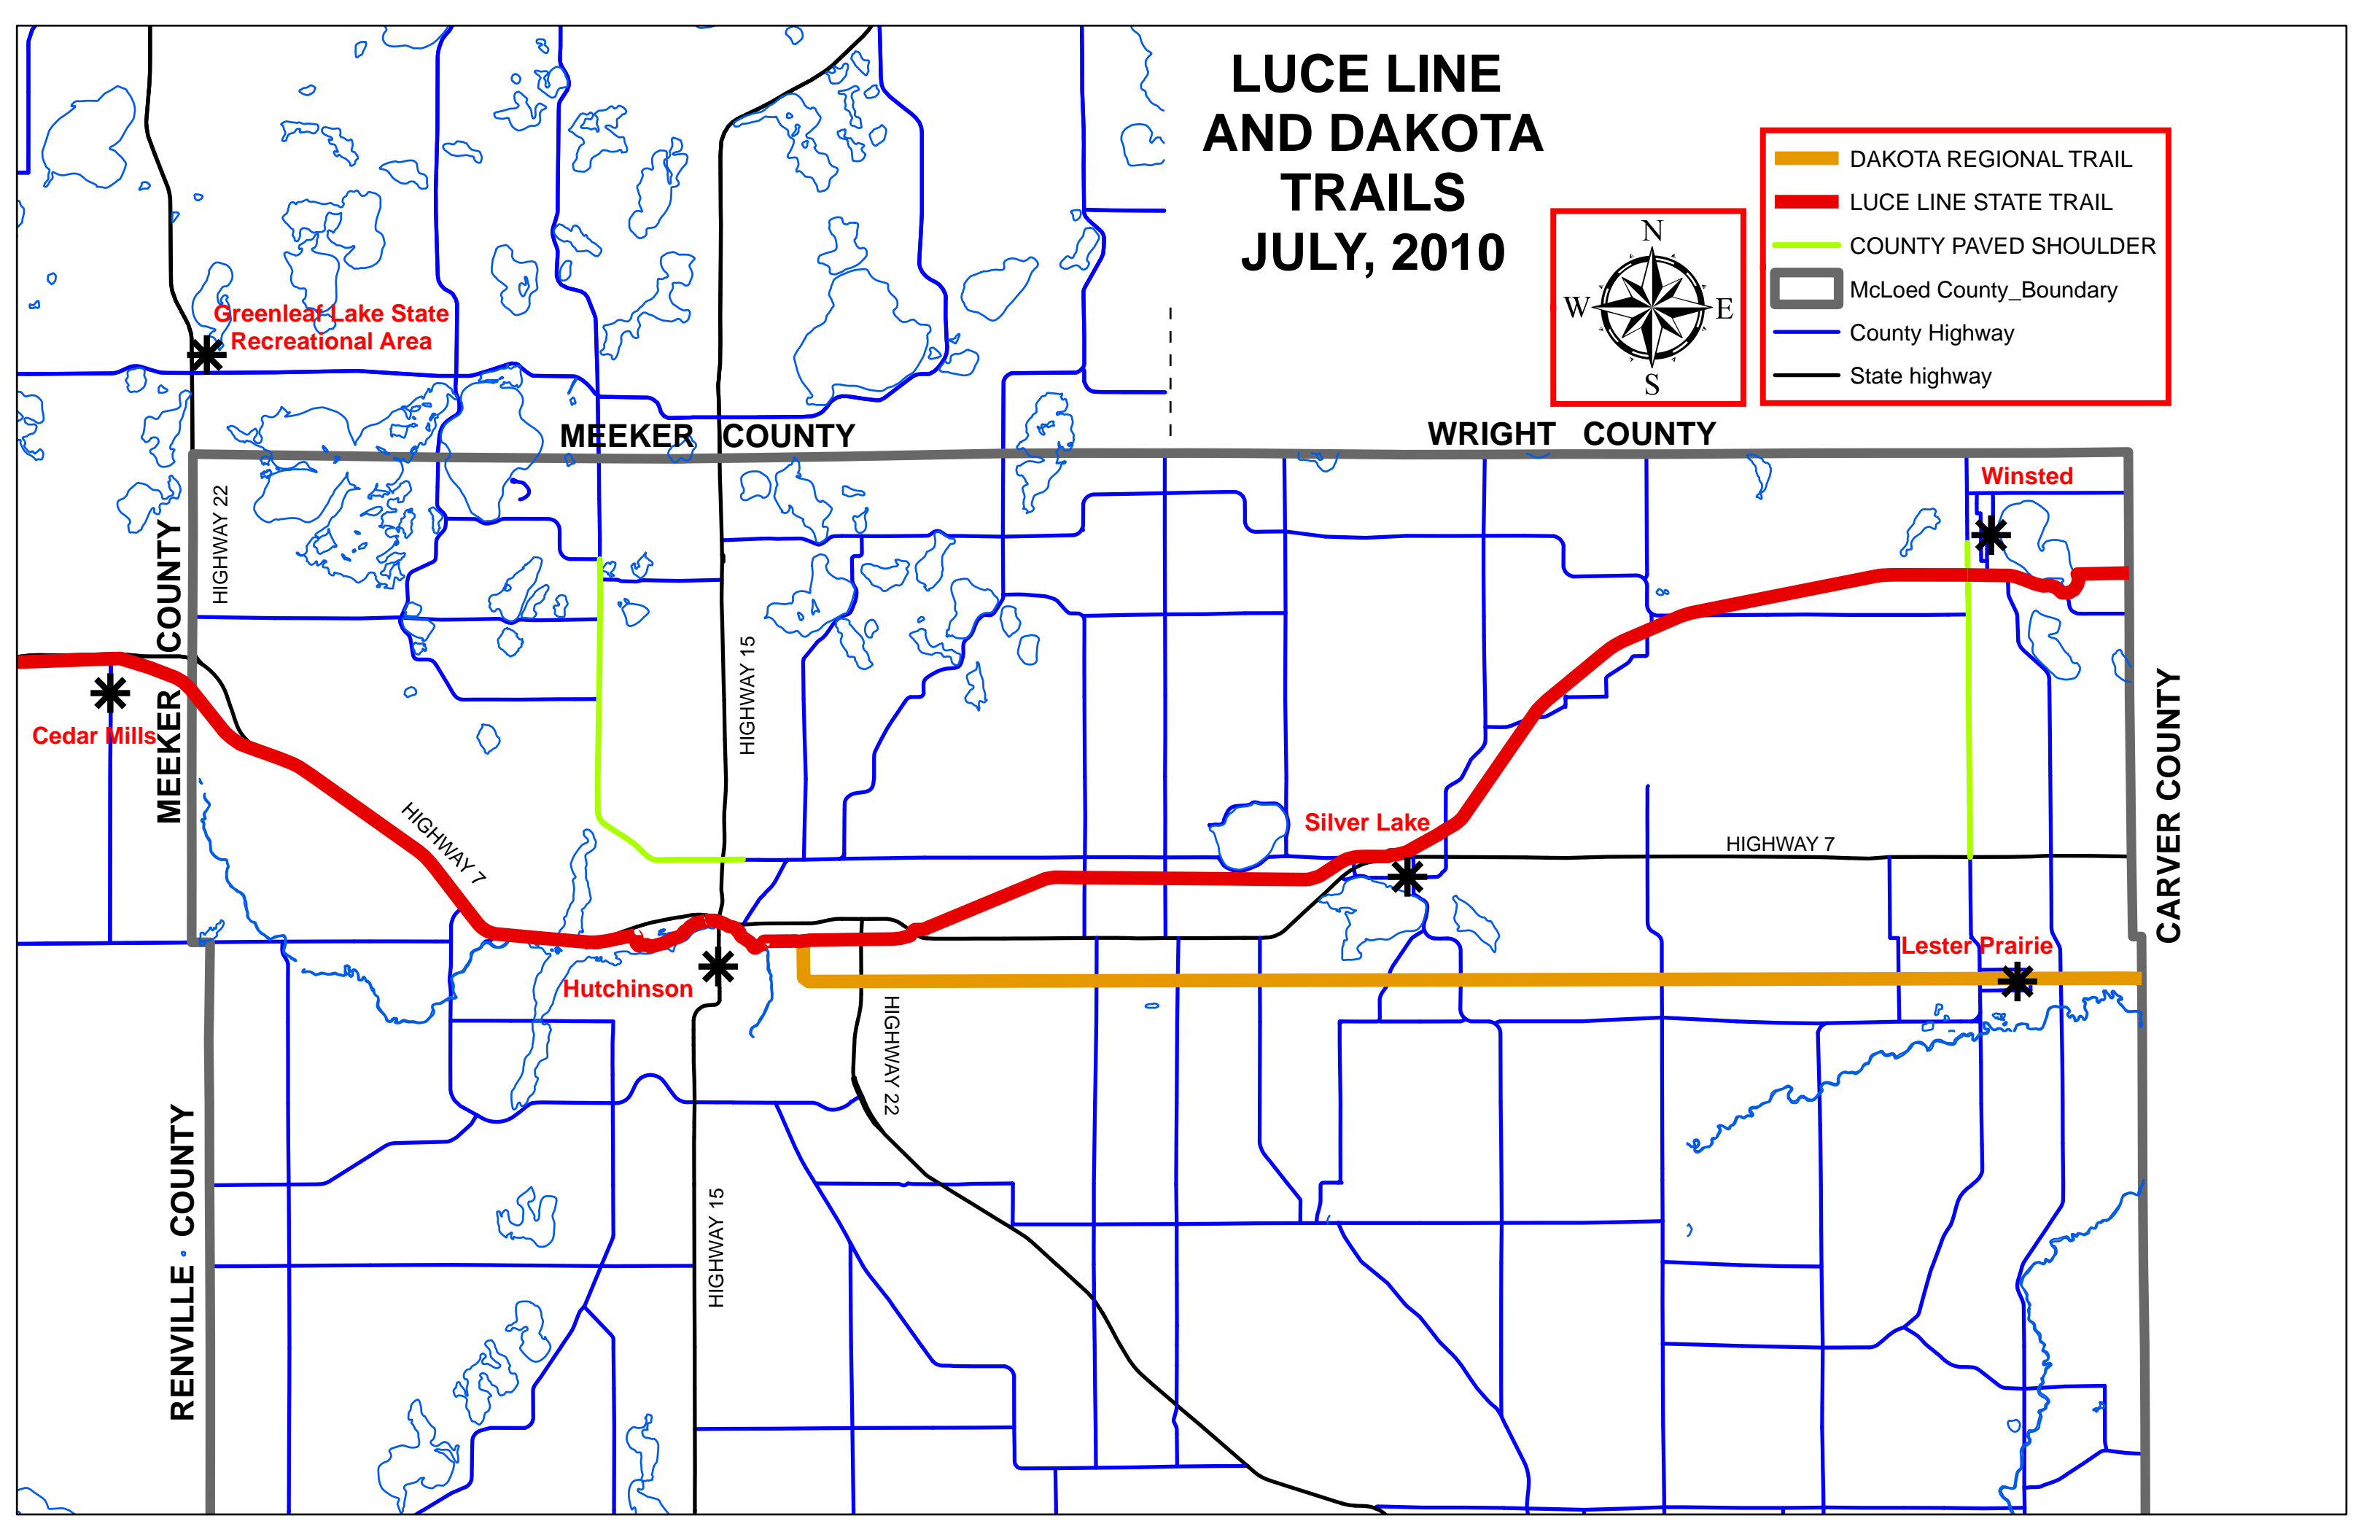 LUCE LINE
AND DAKOTA
TRAILS
JULY, 2010
DAKOTA REGIONAL TRAIL
LUCE LINE STATE TRAIL
COUNTY PAVED SHOULDER
McLoed County_Boundary
County Highway
State highway
N
W
E
S
Greenleaf Lake State
Recreational Area
MEEKER COUNTY
WRIGHT COUNTY
Winsted
HIGHWAY 22
MEEKER COUNTY
HIGHWAY 15
Cedar Mills
CARVER COUNTY
HIGHWAY 7
Silver Lake
HIGHWAY 7
Lester Prairie
Hutchinson
HIGHWAY 22
RENVILLE COUNTY
HIGHWAY 15